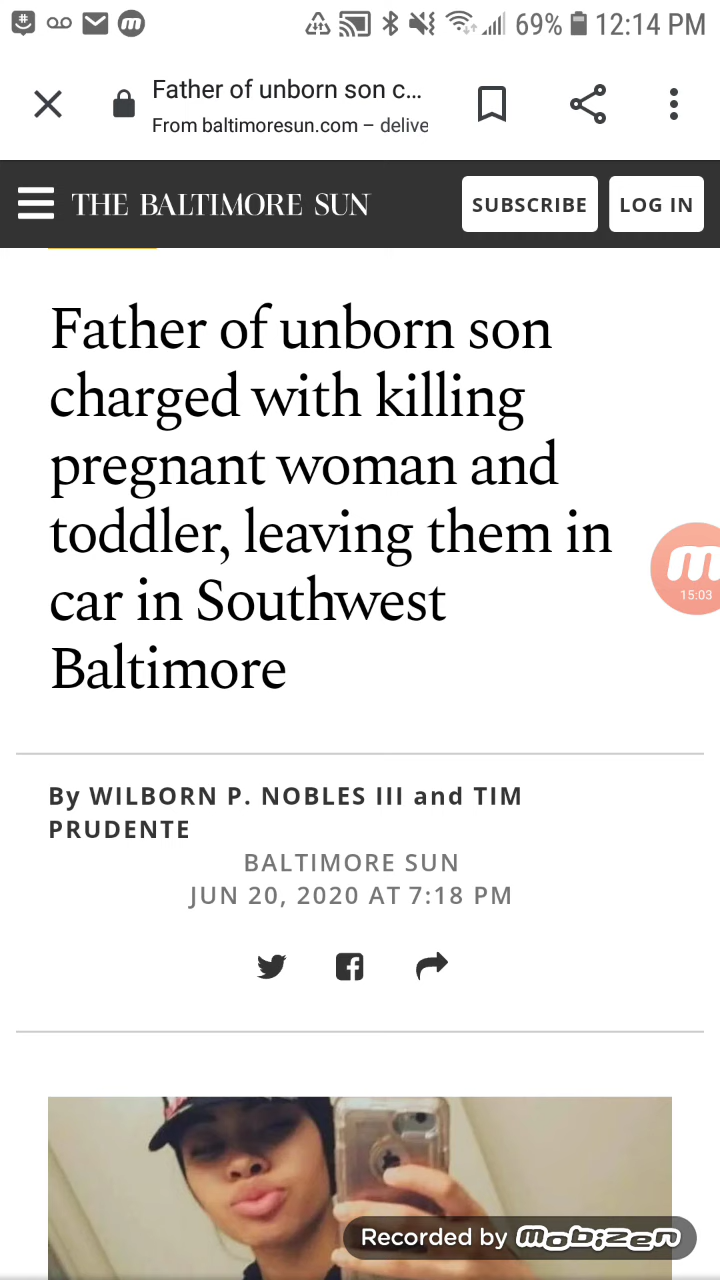 69% 12:14 PM
Father of unborn son c...
From baltimoresun.com – delive
THE BALTIMORE SUN
SUBSCRIBE
LOG IN
Father of unborn son
charged with killing
pregnant woman and
toddler, leaving them in
car in Southwest
Baltimore
m
15:03
By WILBORN P. NOBLES III and TIM
PRUDENTE
BALTIMORE SUN
JUN 20, 2020 AT 7:18 PM
Recorded by mobizen